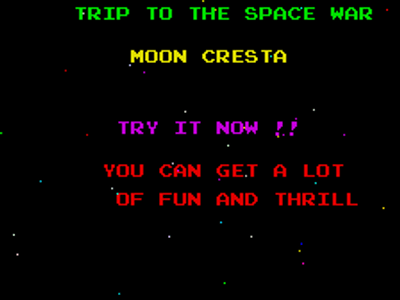 TRIP TO THE SPACE WAR
MOON CRESTA
TRY IT NOW !!
YOU CAN GET A LOT
OF FUN AND THRILL